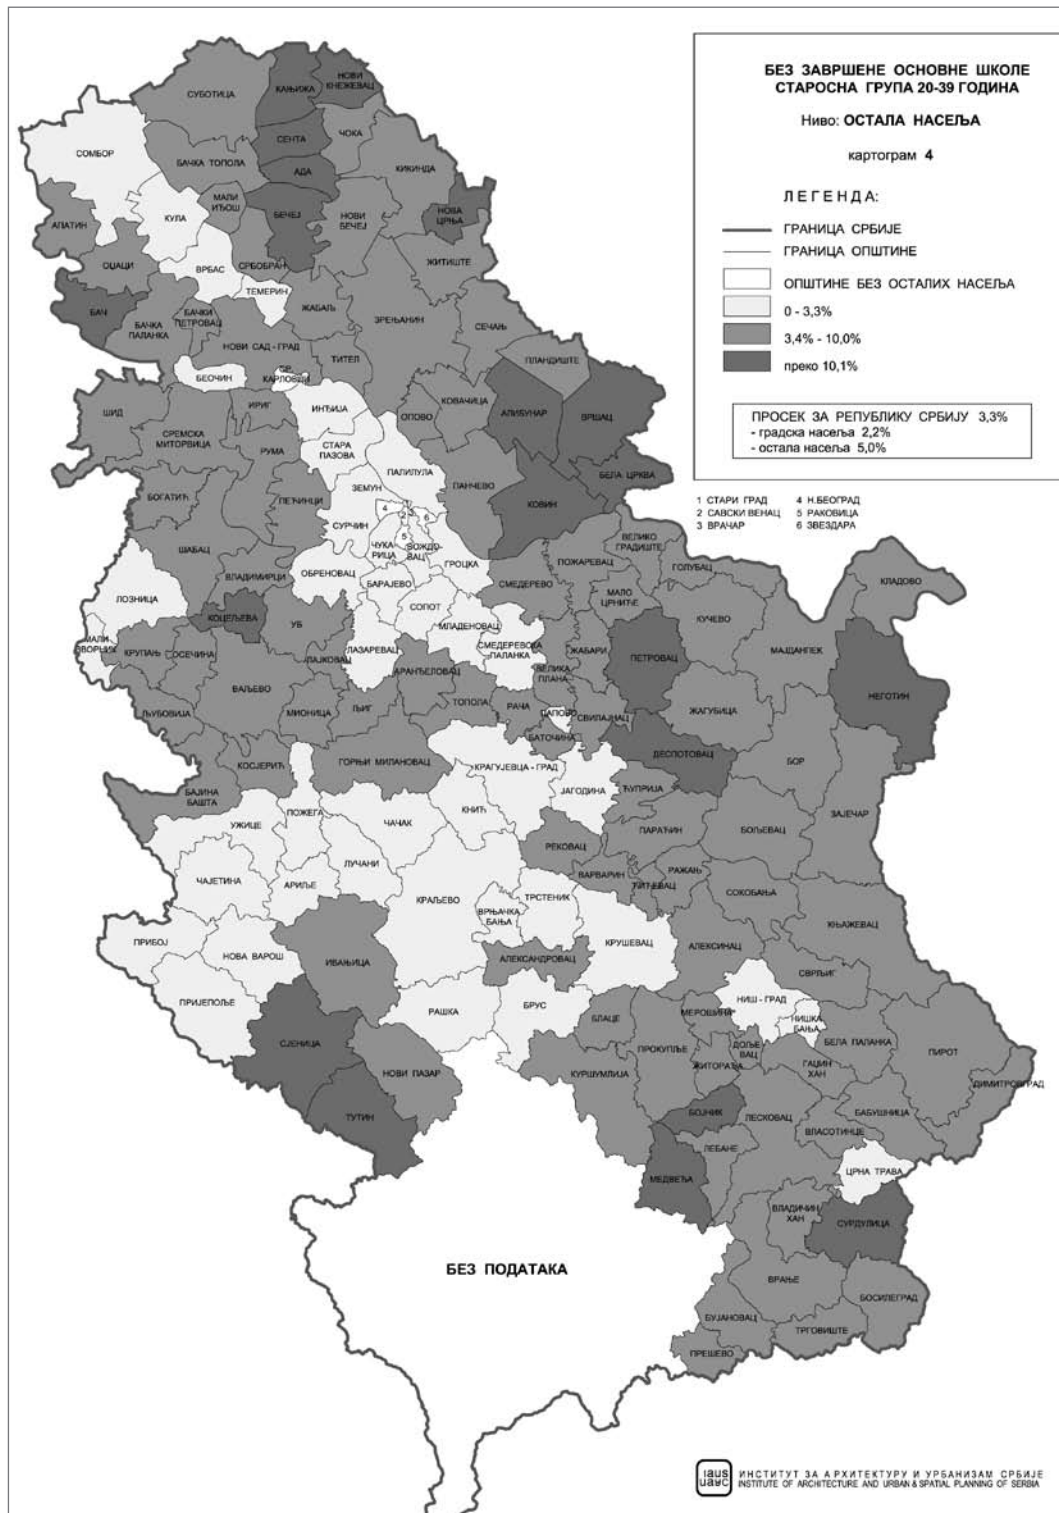 БЕЗ ЗАВРШЕНЕ ОСНОВНЕ ШКОЛЕ
СТАРОСНА ГРУПА 20-39 ГОДИНА
Ниво: ОСТАЛА НАСЕЉА
картограм 4
ЛЕГЕНДА:
ГРАНИЦА СРБИЈЕ
ГРАНИЦА ОПШТИНЕ
ОПШТИНЕ БЕЗ ОСТАЛИХ НАСЕЉА
0 - 3,3%
3,4% - 10,0%
преко 10,1%
ПРОСЕК ЗА РЕПУБЛИКУ СРБИЈУ 3,3%
- градска насеља 2,2%
- остала насеља 5,0%
1 СТАРИ ГРАД
2 САВСКИ ВЕНАЦ
3 ВРАЧАР
4 Н.БЕОГРАД
5 РАКОВИЦА
6 ЗВЕЗДАРА
СУБОТИЦА
КАЊИЖА
НОВИ
КНЕЖЕВАЦ
СОМБОР
СЕНТА
ЧОКА
БАЧКА ТОПОЛА
АДА
КИКИНДА
АПАТИН
КУЛА
МАЛИ
ИЂОШ
БЕЧЕЈ
НОВИ
БЕЧЕЈ
НОВА
ЦРЊА
ОЏАЦИ
ВРБАС
СРБОБРАН
ЖИТИШТЕ
ТЕМЕРИН
БАЧ
БАЧКА
ПАЛАНКА
БАЧКИ
ПЕТРОВАЦ
ЖАБАЉ
ЗРЕЊАНИН
СЕЧАЊ
НОВИ САД - ГРАД
ТИТЕЛ
ПЛАНДИШТЕ
БЕОЧИН
СР.
КАРЛОВЦИ
ШИД
ИРИГ
ИНЂИЈА
ОПОВО
КОВАЧИЦА
АЛИБУНАР
ВРШАЦ
СРЕМСКА
МИТРОВИЦА
РУМА
СТАРА
ПАЗОВА
ПАЛИЛУЛА
БОГАТИЋ
ПЕЋИНЦИ
ЗЕМУН
ПАНЧЕВО
БЕЛА ЦРКВА
СУРЧИН
4
2
3
6
5
КОВИН
ШАБАЦ
ЧУКА-
РИЦА
ВОЖДО-
ВАЦ
ГРОЦКА
ВЛАДИМИРЦИ
ОБРЕНОВАЦ
БАРАЈЕВО
СМЕДЕРЕВО
ПОЖАРЕВАЦ
ВЕЛИКО
ГРАДИШТЕ
ГОЛУБАЦ
КЛАДОВО
ЛОЗНИЦА
КОЦЕЉЕВА
УБ
СОПОТ
МАЛО
ЦРНИЋЕ
КУЧЕВО
МАЛИ
ЗВОРНИК
КРУПАЊ
ОСЕЧИНА
ЛАЈКОВАЦ
ЛАЗАРЕВАЦ
МЛАДЕНОВАЦ
СМЕДЕРЕВСКА
ПАЛАНКА
ЖАБАРИ
ПЕТРОВАЦ
МАЈДАНПЕК
АРАНЂЕЛОВАЦ
ВЕЛИКА
ПЛАНА
НЕГОТИН
ВАЉЕВО
ЉУБОВИЈА
МИОНИЦА
ЉИГ
ТОПОЛА
РАЧА
ЛАПОВО
СВИЛАЈНАЦ
ЖАГУБИЦА
БАТОЧИНА
ДЕСПОТОВАЦ
КОСЈЕРИЋ
ГОРЊИ МИЛАНОВАЦ
КРАГУЈЕВЦА - ГРАД
БОР
БАЈИНА
БАШТА
ЈАГОДИНА
ЋУПРИЈА
ПОЖЕГА
КНИЋ
ЗАЈЕЧАР
УЖИЦЕ
ЧАЧАК
ПАРАЋИН
БОЉЕВАЦ
РЕКОВАЦ
ЛУЧАНИ
ЧАЈЕТИНА
АРИЉЕ
ВАРВАРИН
РАЖАЊ
ЋИЋЕВАЦ
СОКОБАЊА
КРАЉЕВО
ВРЊАЧКА
БАЊА
ТРСТЕНИК
КЊАЖЕВАЦ
ПРИБОЈ
НОВА ВАРОШ
ИВАЊИЦА
АЛЕКСАНДРОВАЦ
КРУШЕВАЦ
АЛЕКСИНАЦ
СВРЉИГ
ПРИЈЕПОЉЕ
РАШКА
БРУС
БЛАЦЕ
МЕРОШИНА
НИШ - ГРАД
НИШКА
БАЊА
СЈЕНИЦА
НОВИ ПАЗАР
КУРШУМЛИЈА
ПРОКУПЉЕ
ДОЉЕ-
ВАЦ
БЕЛА ПАЛАНКА
ПИРОТ
ЖИТОРАЂА
ГАЏИН
ХАН
ДИМИТРОВГРАД
ТУТИН
БОЈНИК
ЛЕСКОВАЦ
БАБУШНИЦА
ВЛАСОТИНЦЕ
ЛЕБАНЕ
МЕДВЕЂА
ЦРНА ТРАВА
ВЛАДИЧИН
ХАН
СУРДУЛИЦА
БЕЗ ПОДАТАКА
ВРАЊЕ
БОСИЛЕГРАД
БУЈАНОВАЦ
ТРГОВИШТЕ
ПРЕШЕВО
iaus
ИНСТИТУТ ЗА АРХИТЕКТУРУ И УРБАНИЗАМ СРБИЈЕ
INSTITUTE OF ARCHITECTURE AND URBAN & SPATIAL PLANNING OF SERBIA